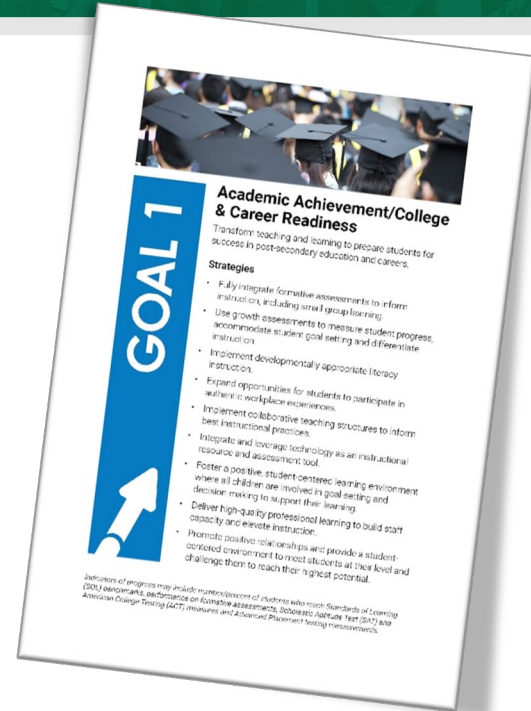 GOAL 1
Academic Achievement/College
& Career Readiness
Transform teaching and learning to prepare students for
success in post-secondary education and careers.
Strategies
• Fully integrate formative assessments to inform
instruction, including small group learning.
• Use growth assessments to measure student progress,
accommodate student goal setting and differentiate
instruction.
• Implement developmentally appropriate literacy
instruction.
• Expand opportunities for students to participate in
authentic workplace experiences.
• Implement collaborative teaching structures to inform
best instructional practices.
• Integrate and leverage technology as an instructional
resource and assessment tool.
• Foster a positive, student-centered learning environment
where all children are involved in goal-setting and
decision making to support their learning.
• Deliver high-quality professional learning to build staff
capacity and elevate instruction.
• Promote positive relationships and provide a student-
centered environment to meet students at their level and
challenge them to reach their highest potential.
Indicators of progress may include number/percent of students who reach Standards of Learning
(SOL) benchmarks, performance on formative assessments, Scholastic Aptitude Test (SAT) and
American College Testing (ACT) measures and Advanced Placement testing measurements.